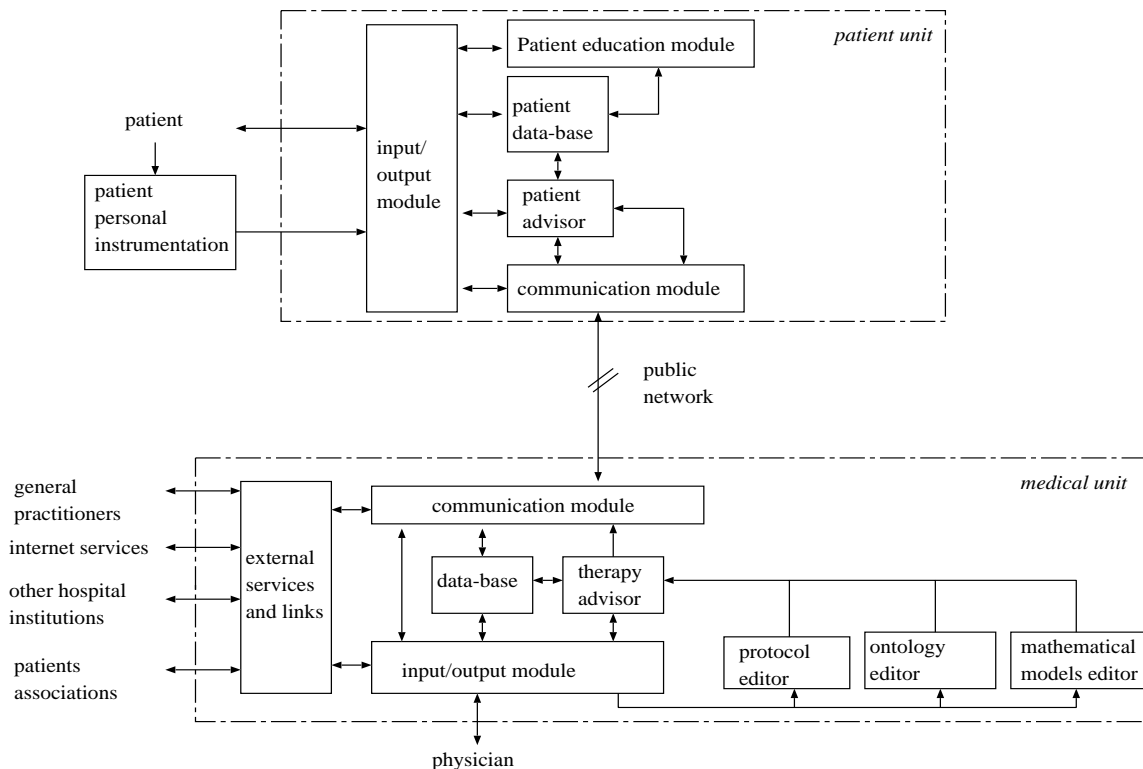 patient unit
Patient education module
patient
data-base
patient
input/
output
module
patient
personal
instrumentation
patient
advisor
communication module
public
network
medical unit
general
practitioners
communication module
internet services
external
services
and links
data-base
therapy
advisor
other hospital
institutions
protocol
editor
ontology
editor
mathematical
models editor
patients
associations
input/output module
physician